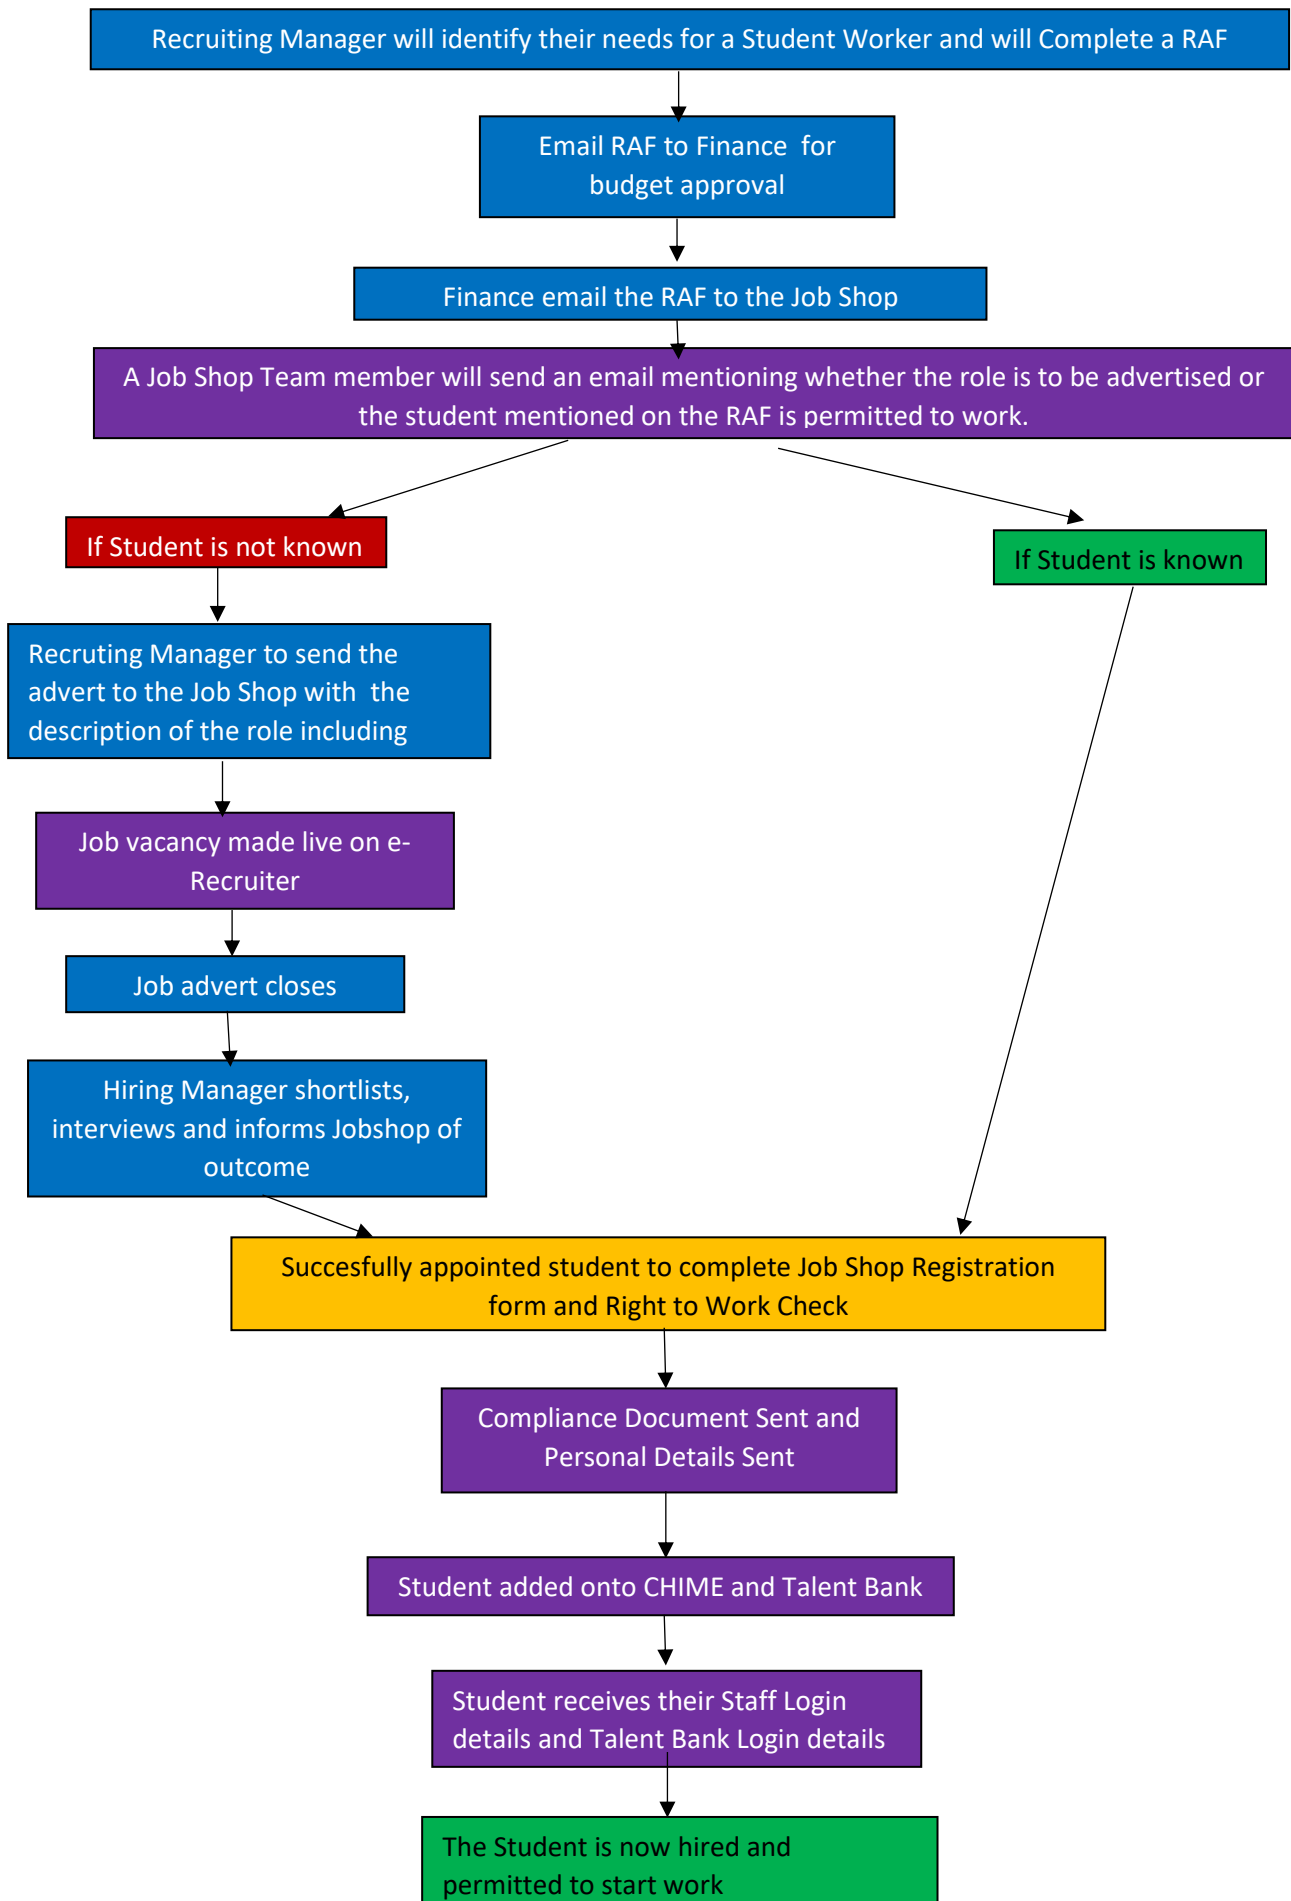 Recruiting Manager will identify their needs for a Student Worker and will Complete a RAF
Email RAF to Finance  for
budget approval
Finance email the RAF to the Job Shop
A Job Shop Team member will send an email mentioning whether the role is to be advertised or
the student mentioned on the RAF is permitted to work.
If Student is not known
If Student is known
Recruting Manager to send the
advert to the Job Shop with  the
description of the role including
Job vacancy made live on e-
Recruiter
Job advert closes
Hiring Manager shortlists,
interviews and informs Jobshop of
outcome
Succesfully appointed student to complete Job Shop Registration
form and Right to Work Check
Compliance Document Sent and
Personal Details Sent
Student added onto CHIME and Talent Bank
Student receives their Staff Login
details and Talent Bank Login details
The Student is now hired and
permitted to start work